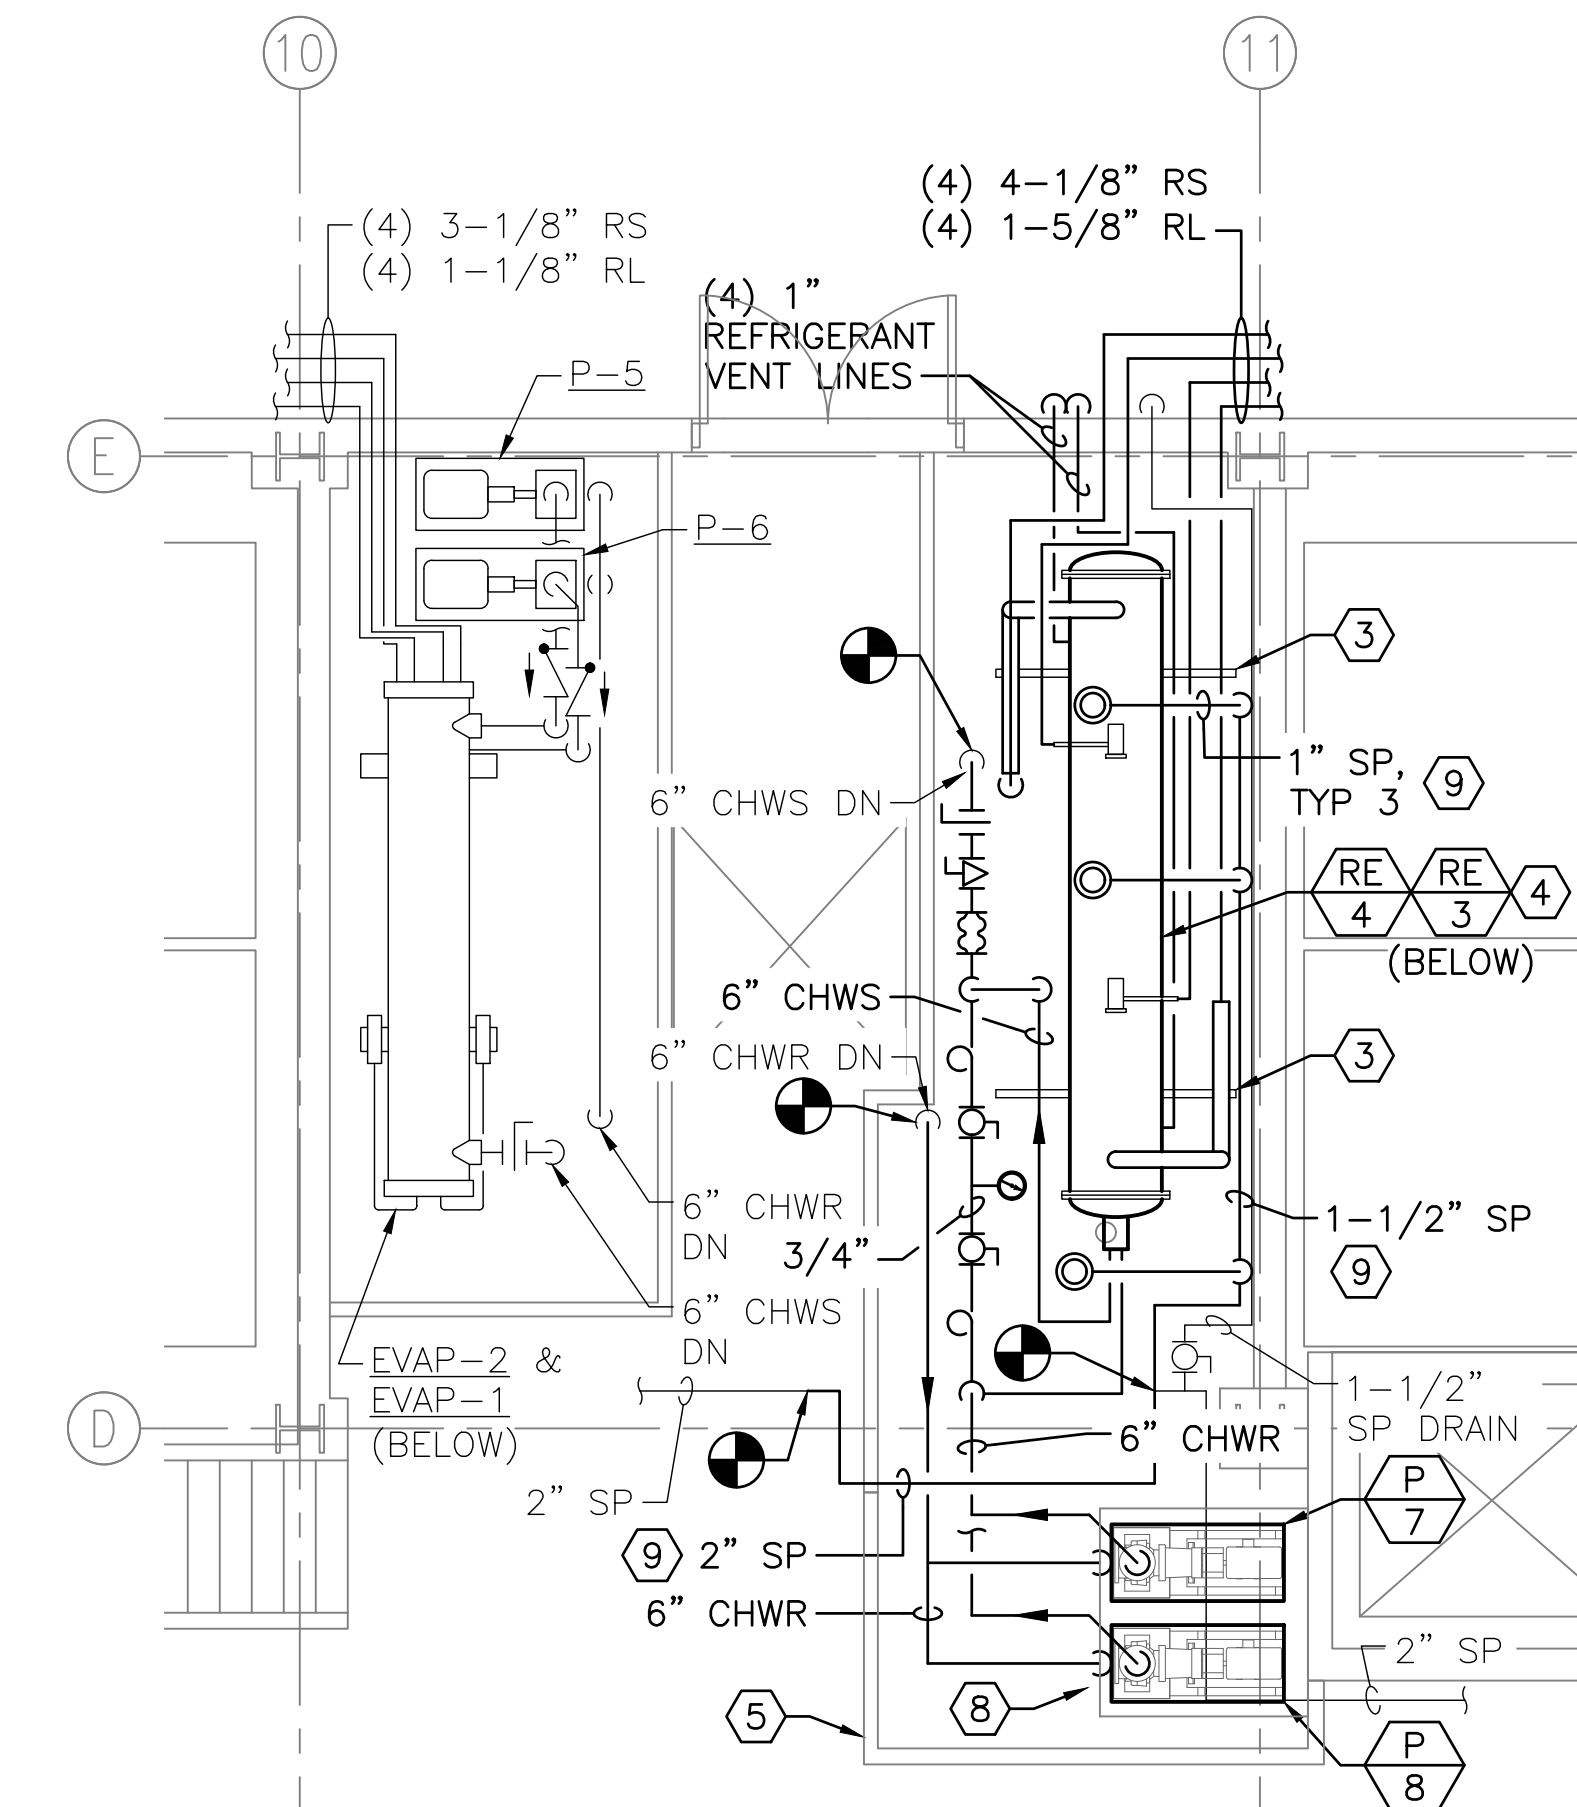 10
11
(4) 4-1/8” RS
(4) 1-5/8” RL
(4) 3-1/8” RS
(4) 1-1/8” RL
(4) 1”
REFRIGERANT
VENT LINES
P-5
E
P-6
3
1” SP,
TYP 3
9
6” CHWS DN
RE
4
RE
3
4
(BELOW)
6” CHWS
6” CHWR DN
3
6” CHWR
DN
3/4”
1-1/2” SP
9
6” CHWS
DN
EVAP-2 &
EVAP-1
(BELOW)
1-1/2”
SP DRAIN
D
6” CHWR
2” SP
P
7
9 2” SP
6” CHWR
2” SP
5
8
P
8